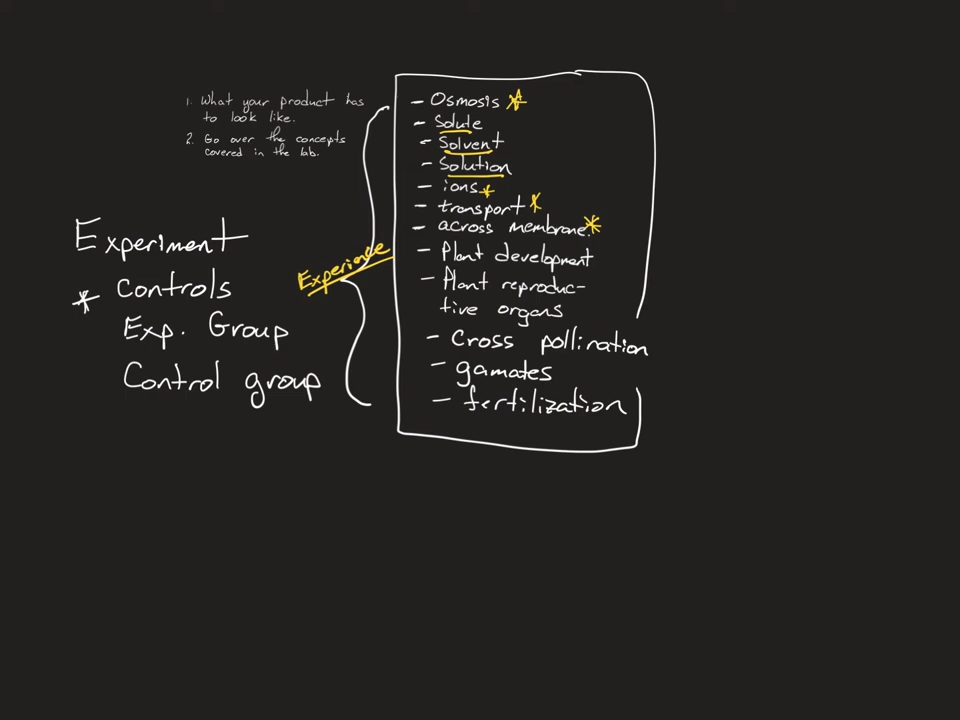 1. What your product has
to look like.
2. Go over the concepts
covered in the lab.
Experiment
* Controls
Exp. Group
Control group
Experience
- Osmosis *
- Solute
- Solvent
- Solution
- ions *
- transport *
- across membrane. *
- Plant development
- Plant reproduc-
tive organs
- Cross pollination
- gamates
- fertilization